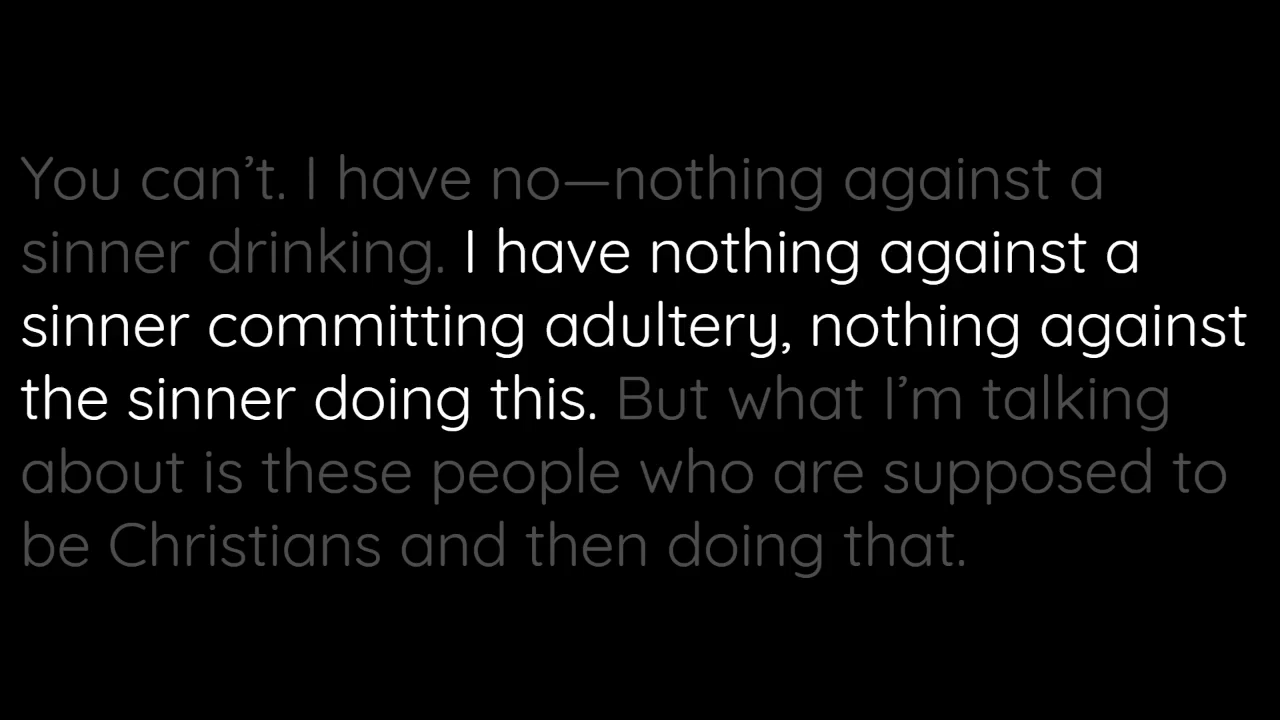 You can’t. I have no—nothing against a
sinner drinking. I have nothing against a
sinner committing adultery, nothing against
the sinner doing this. But what I’m talking
about is these people who are supposed to
be Christians and then doing that.